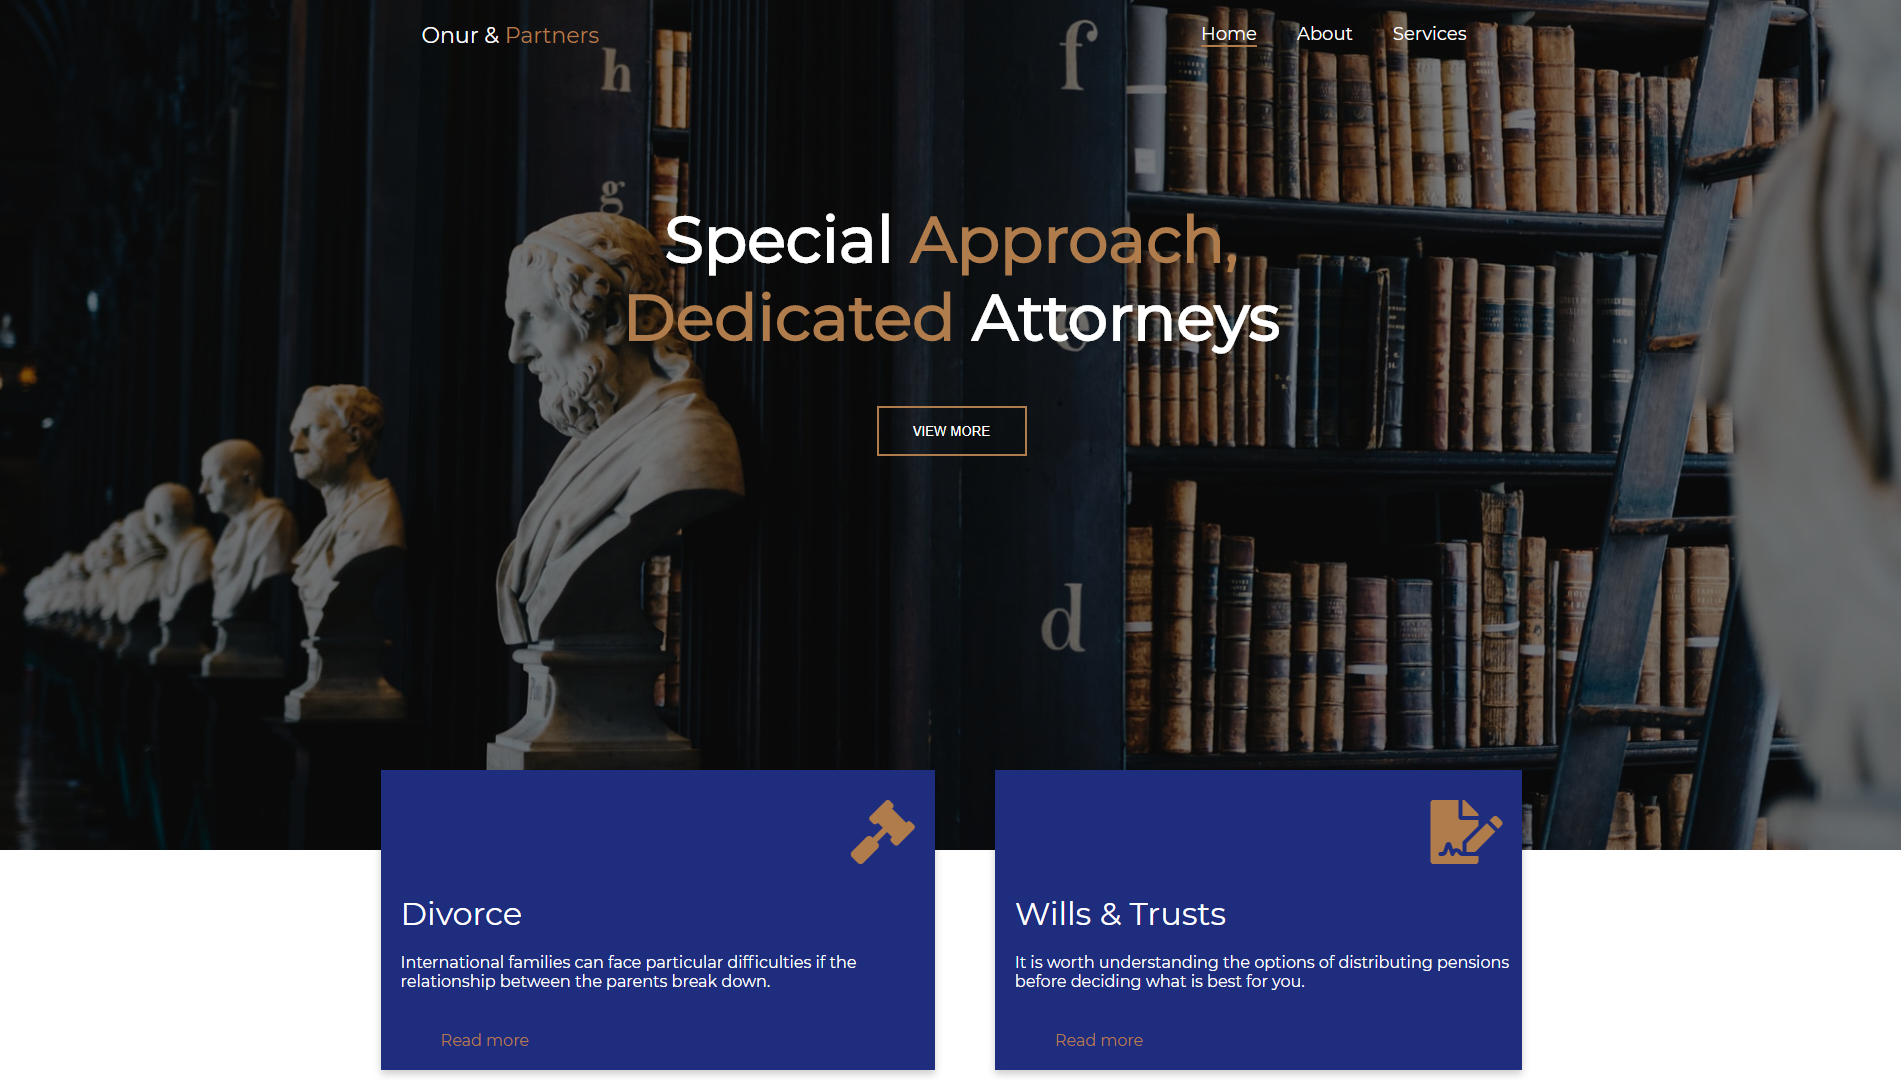 Onur & Partners
Home About Services
h
f
g
Special Approach,
Dedicated Attorneys
e
VIEW MORE
d
Divorce
International families can face particular difficulties if the
relationship between the parents break down.
Read more
Wills & Trusts
It is worth understanding the options of distributing pensions
before deciding what is best for you.
Read more